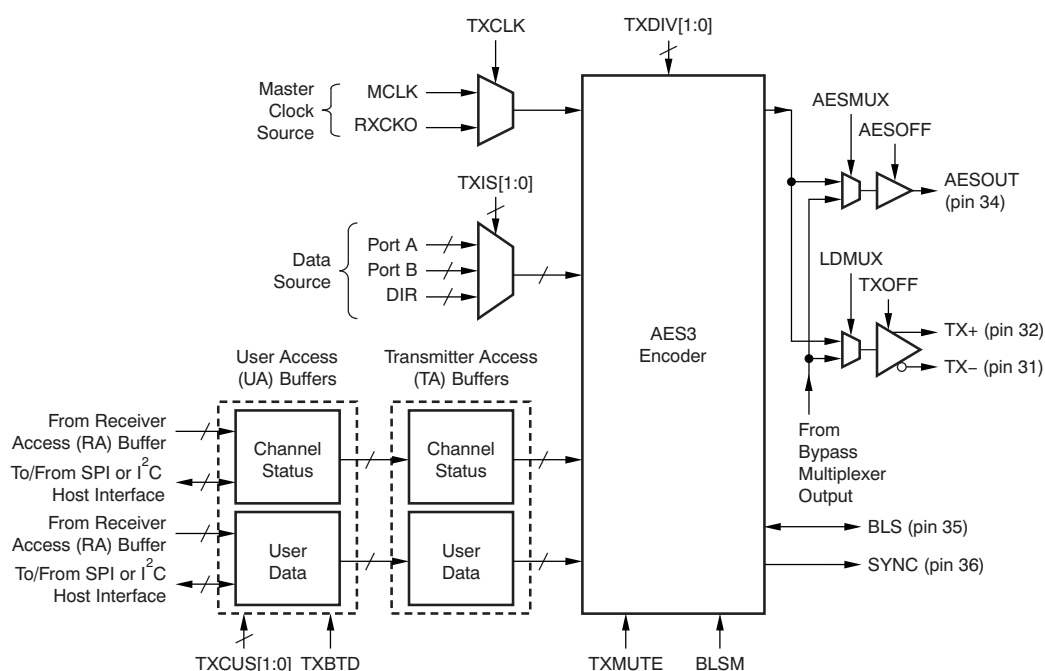 TXCLK
TXDIV[1:0]
Master
Clock
Source
MCLK
RXCKO
AESMUX
AESOFF
AESOUT
(pin 34)
TXIS[1:0]
Data
Source
Port A
Port B
DIR
LDMUX
TXOFF
TX+ (pin 32)
TX− (pin 31)
AES3
Encoder
From
Bypass
Multiplexer
Output
User Access
(UA) Buffers
Transmitter Access
(TA) Buffers
From Receiver
Access (RA) Buffer
To/From SPI or I²C
Host Interface
Channel
Status
Channel
Status
From Receiver
Access (RA) Buffer
To/From SPI or I²C
Host Interface
User
Data
User
Data
BLS (pin 35)
SYNC (pin 36)
TXCUS[1:0]
TXBTD
TXMUTE
BLSM